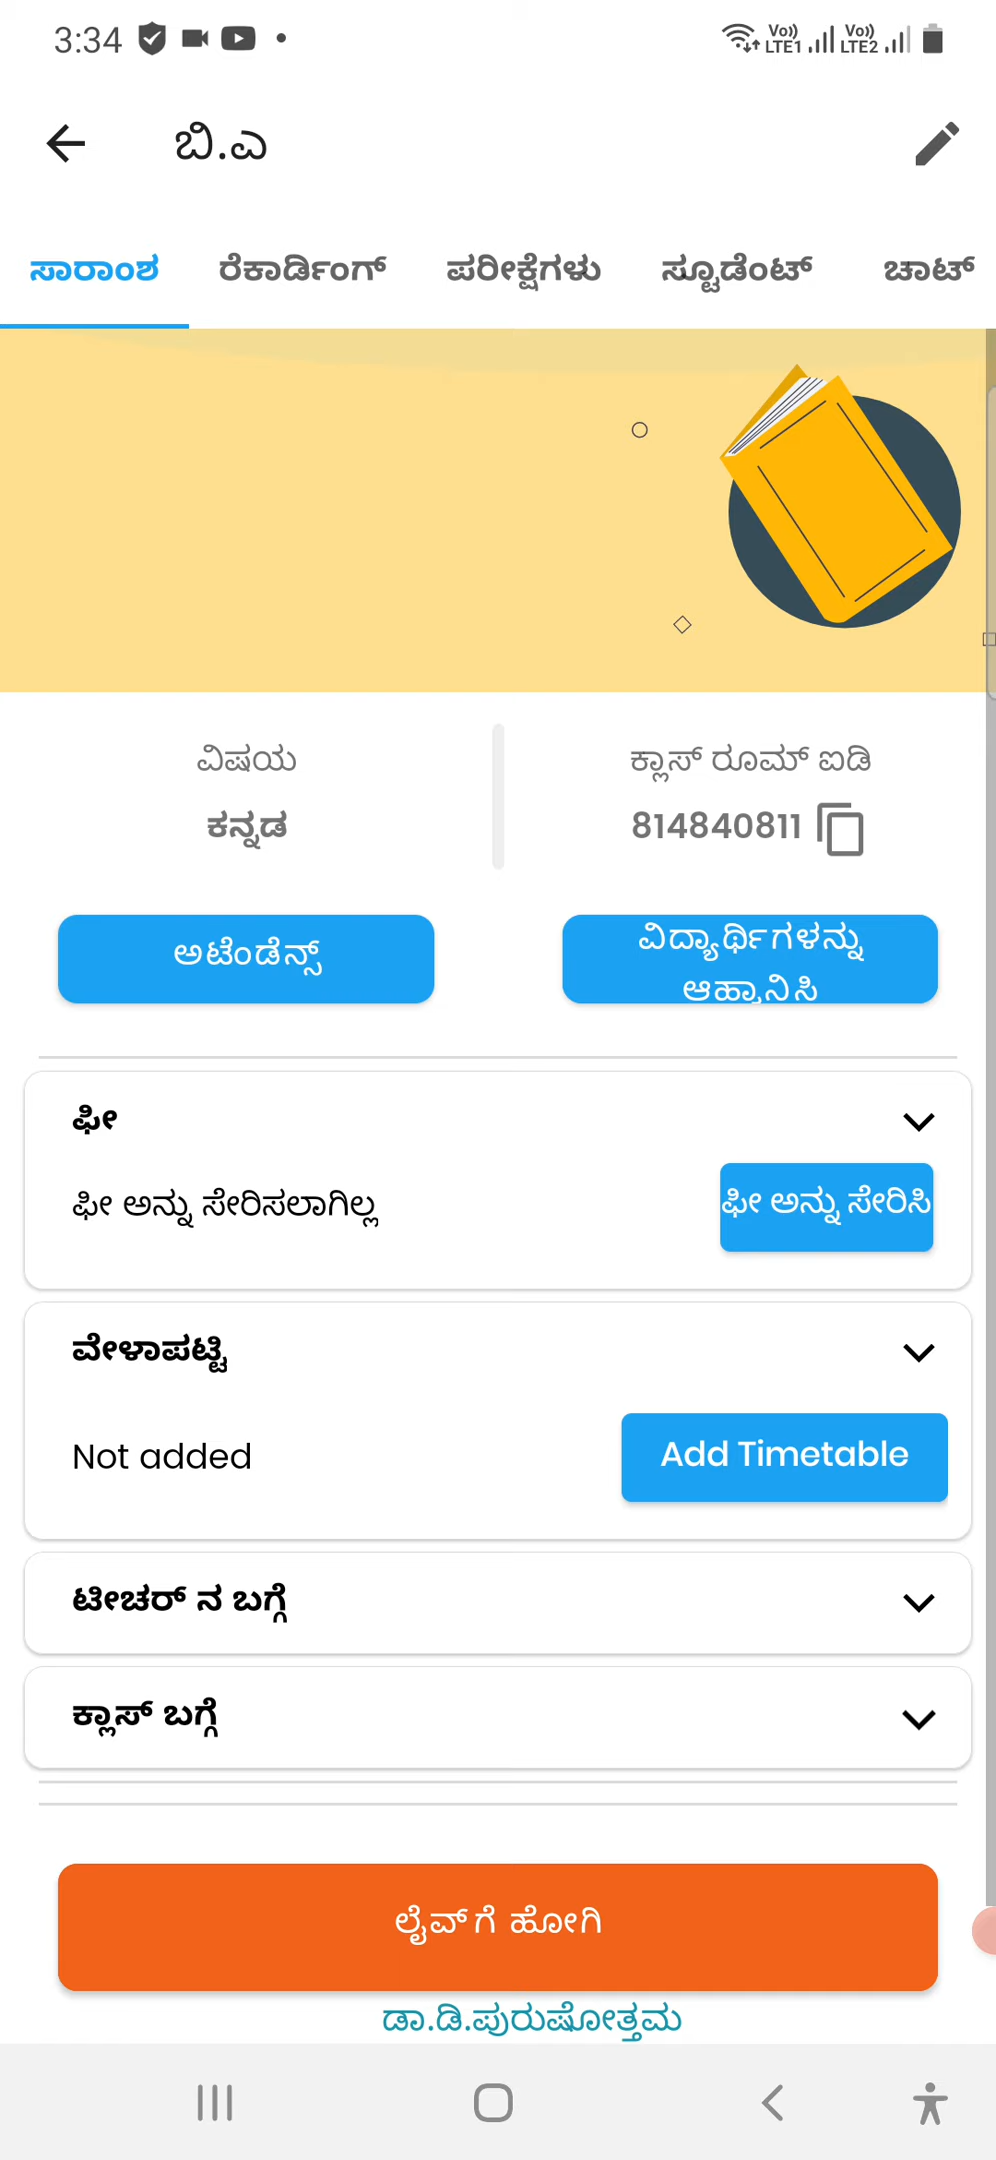 3:34 Vo)) LTE1 Vo)) LTE2
ಬಿ.ಎ
ಸಾರಾಂಶ ರೆಕಾರ್ಡಿಂಗ್ ಪರೀಕ್ಷೆಗಳು ಸ್ಟೂಡೆಂಟ್ ಚಾಟ್
ವಿಷಯ ಕ್ಲಾಸ್ ರೂಮ್ ಐಡಿ
ಕನ್ನಡ 814840811
ಅಟೆಂಡೆನ್ಸ್ ವಿದ್ಯಾರ್ಥಿಗಳನ್ನು
ಆಹ್ವಾನಿಸಿ
ಫೀ
ಫೀ ಅನ್ನು ಸೇರಿಸಲಾಗಿಲ್ಲ ಫೀ ಅನ್ನು ಸೇರಿಸಿ
ವೇಳಾಪಟ್ಟಿ
Not added Add Timetable
ಟೀಚರ್ ನ ಬಗ್ಗೆ
ಕ್ಲಾಸ್ ಬಗ್ಗೆ
ಲೈವ್‌ಗೆ ಹೋಗಿ
ಡಾ.ಡಿ.ಪುರುಷೋತ್ತಮ